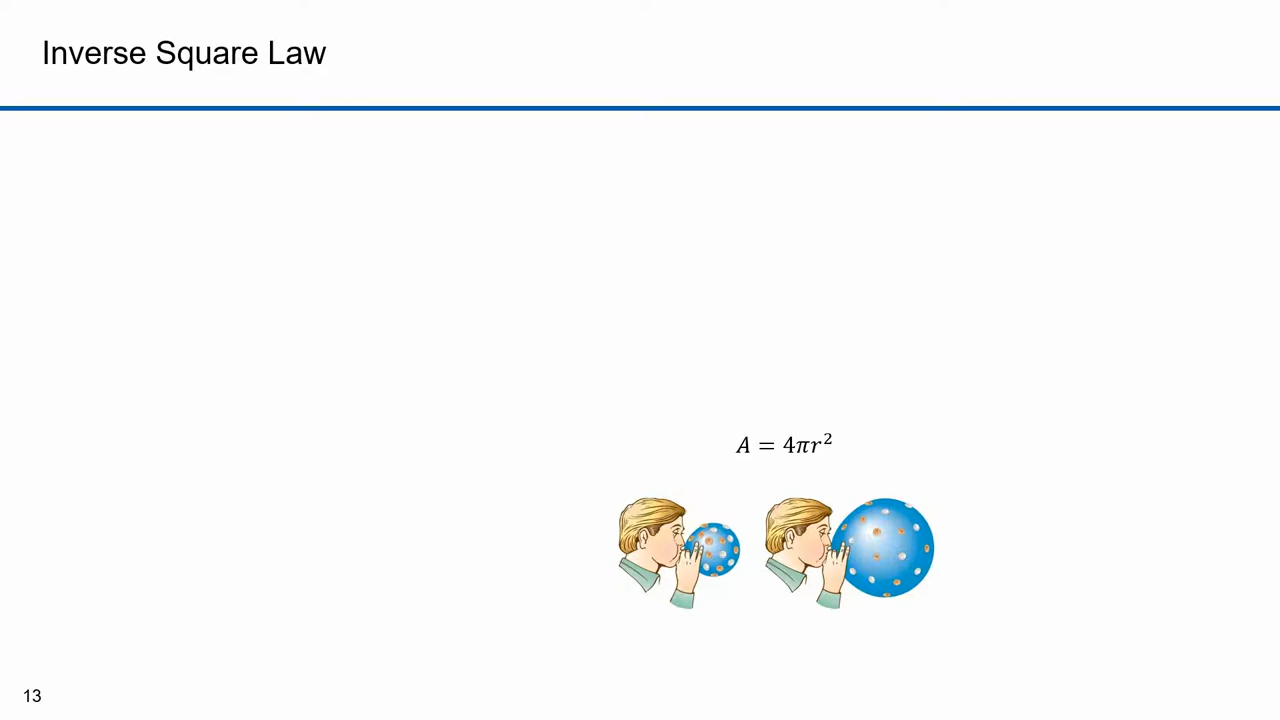 Inverse Square Law
A = 4πr²
13